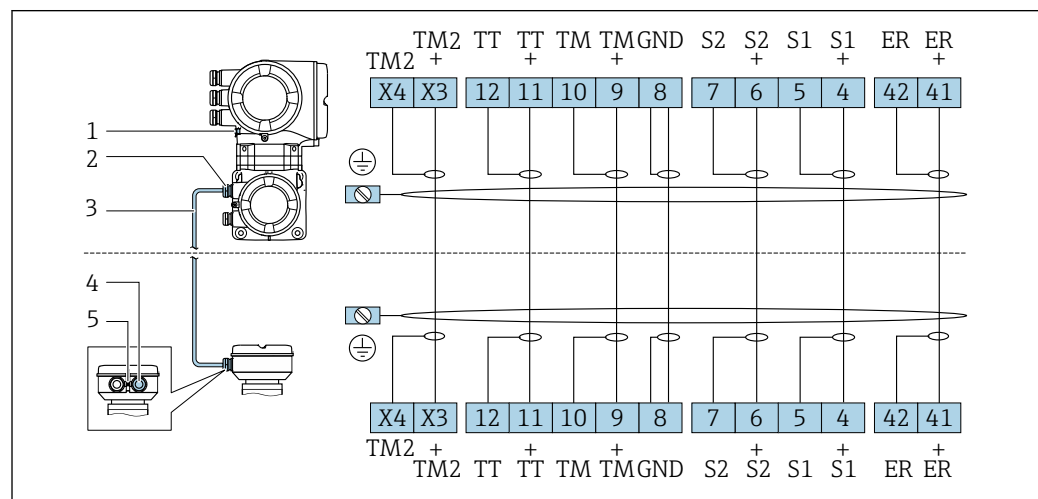 TM2 TM2 + TT TT + TM TM + GND S2 S2 + S1 S1 + ER ER +
X4 X3 12 11 10 9 8 7 6 5 4 42 41
1
2
3
4
5
X4 X3 12 11 10 9 8 7 6 5 4 42 41
TM2 + TM2 TT + TT TM + TM GND S2 + S2 S1 + S1 ER + ER